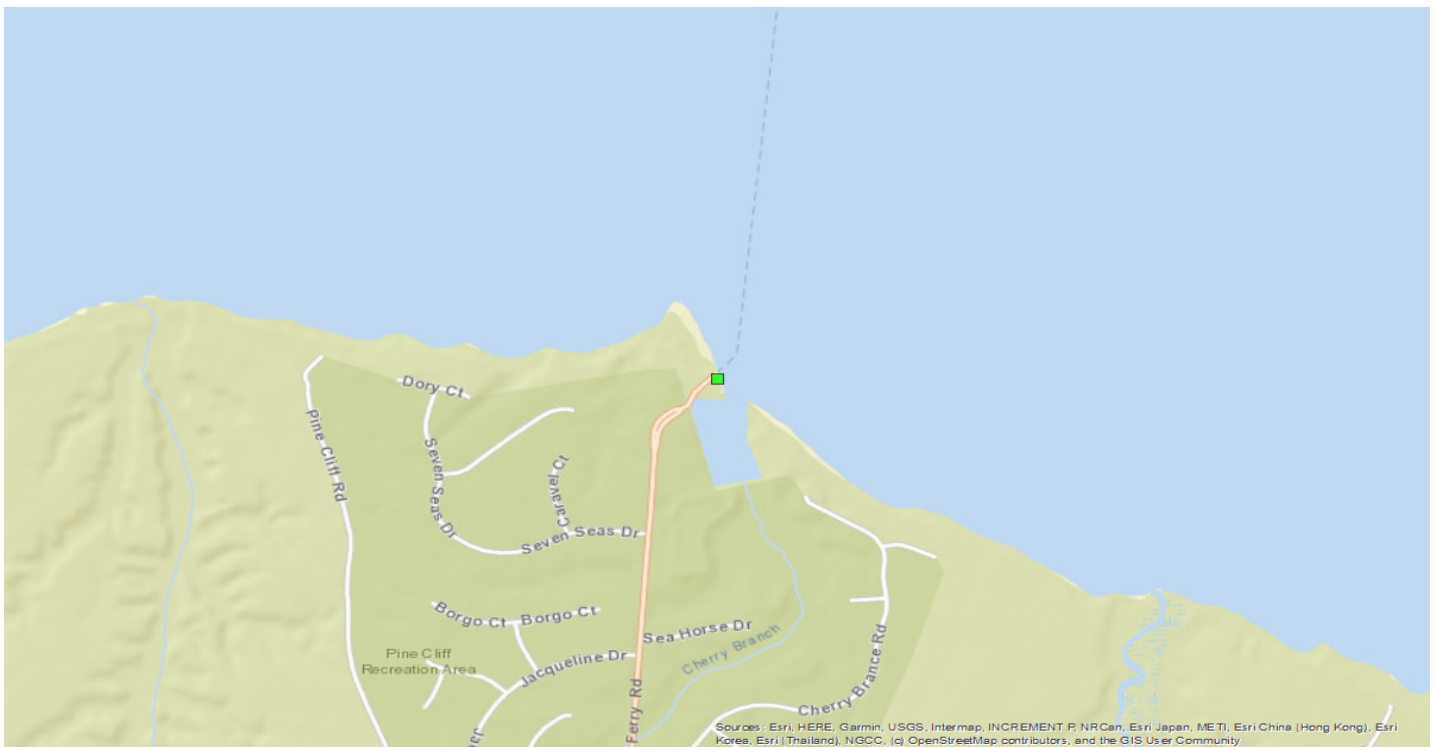 Dory Ct
Pine Cliff Rd
Seven Seas Dr
Caravel Ct
Seven Seas Dr
Borgo Ct
Borgo Ct
Sea Horse Dr
Cherry Branch
Pine Cliff
Recreation Area
Jacqueline Dr
Cherry Brance Rd
Ferry Rd
Sources: Esri, HERE, Garmin, USGS, Intermap, INCREMENT P, NRCan, Esri Japan, METI, Esri China (Hong Kong), Esri
Korea, Esri (Thailand), NGCC, (c) OpenStreetMap contributors, and the GIS User Community